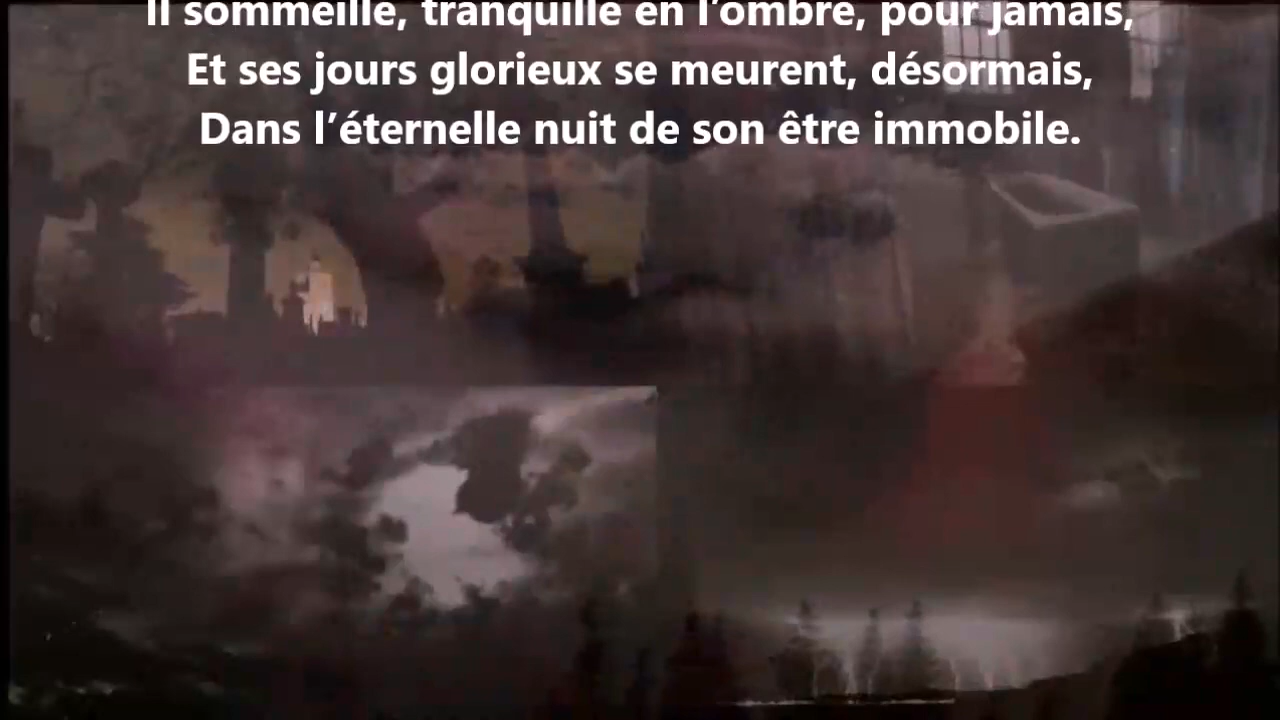 Il sommeille, tranquille en l’ombre, pour jamais,
Et ses jours glorieux se meurent, désormais,
Dans l’éternelle nuit de son être immobile.